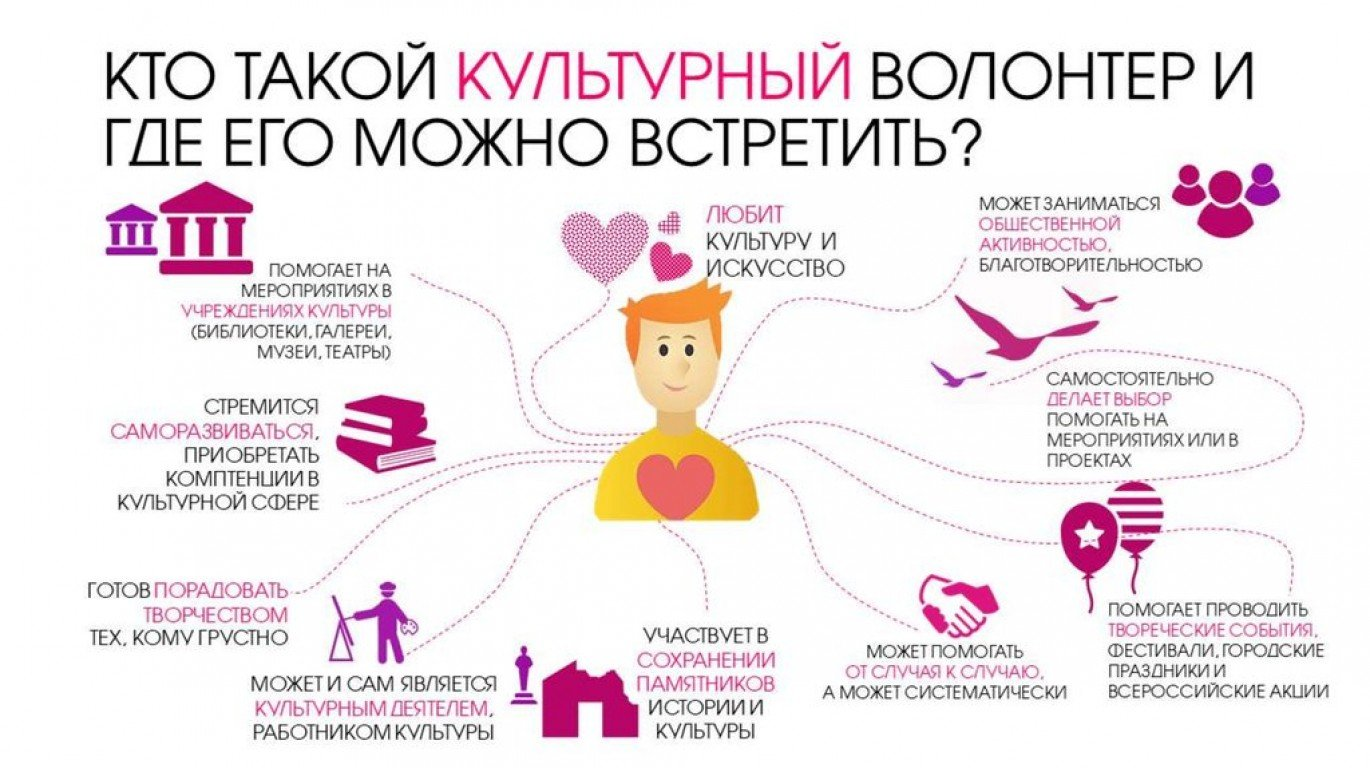 КТО ТАКОЙ КУЛЬТУРНЫЙ ВОЛОНТЕР И
ГДЕ ЕГО МОЖНО ВСТРЕТИТЬ?
ПОМОГАЕТ НА
МЕРОПРИЯТИЯХ В
УЧРЕЖДЕНИЯХ КУЛЬТУРЫ
(БИБЛИОТЕКИ, ГАЛЕРЕИ,
МУЗЕИ, ТЕАТРЫ)
ЛЮБИТ
КУЛЬТУРУ И
ИСКУССТВО
МОЖЕТ ЗАНИМАТЬСЯ
ОБЩЕСТВЕННОЙ
АКТИВНОСТЬЮ,
БЛАГОТВОРИТЕЛЬНОСТЬЮ
СТРЕМИТСЯ
САМОРАЗВИВАТЬСЯ,
ПРИОБРЕТАТЬ
КОМПТЕНЦИИ В
КУЛЬТУРНОЙ СФЕРЕ
САМОСТОЯТЕЛЬНО
ДЕЛАЕТ ВЫБОР
ПОМОГАТЬ НА
МЕРОПРИЯТИЯХ ИЛИ В
ПРОЕКТАХ
ГОТОВ ПОРАДОВАТЬ
ТВОРЧЕСТВОМ
ТЕХ, КОМУ ГРУСТНО
МОЖЕТ И САМ ЯВЛЯЕТСЯ
КУЛЬТУРНЫМ ДЕЯТЕЛЕМ,
РАБОТНИКОМ КУЛЬТУРЫ
УЧАСТВУЕТ В
СОХРАНЕНИИ
ПАМЯТНИКОВ
ИСТОРИИ И
КУЛЬТУРЫ
МОЖЕТ ПОМОГАТЬ
ОТ СЛУЧАЯ К СЛУЧАЮ,
А МОЖЕТ СИСТЕМАТИЧЕСКИ
ПОМОГАЕТ ПРОВОДИТЬ
ТВОРЕЧЕСКИЕ СОБЫТИЯ,
ФЕСТИВАЛИ, ГОРОДСКИЕ
ПРАЗДНИКИ И
ВСЕРОССИЙСКИЕ АКЦИИ